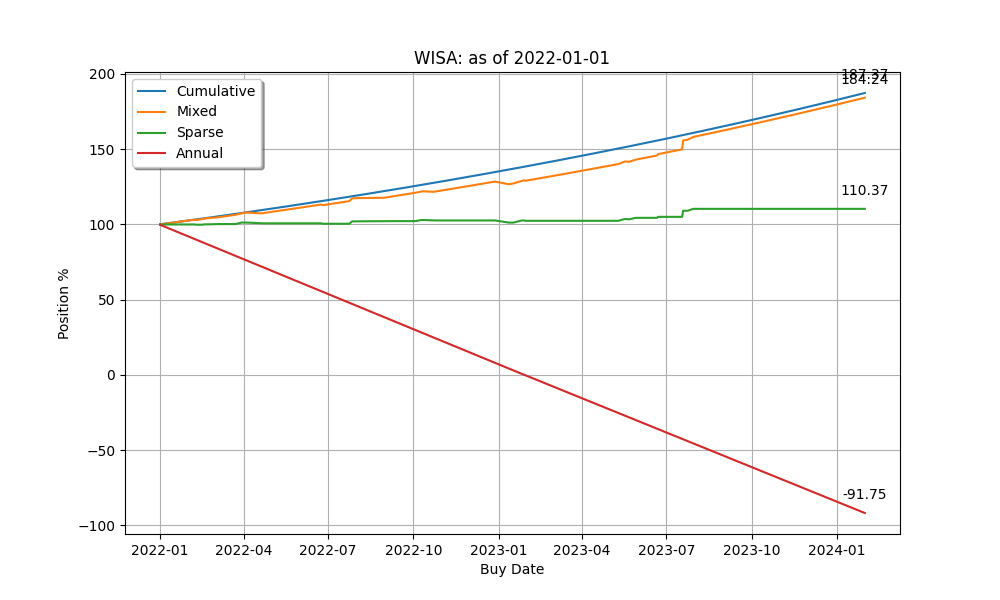 WISA: as of 2022-01-01
200
150
100
50
0
−50
−100
Position %
Cumulative
Mixed
Sparse
Annual
187.37
184.24
110.37
-91.75
2022-01
2022-04
2022-07
2022-10
2023-01
2023-04
2023-07
2023-10
2024-01
Buy Date